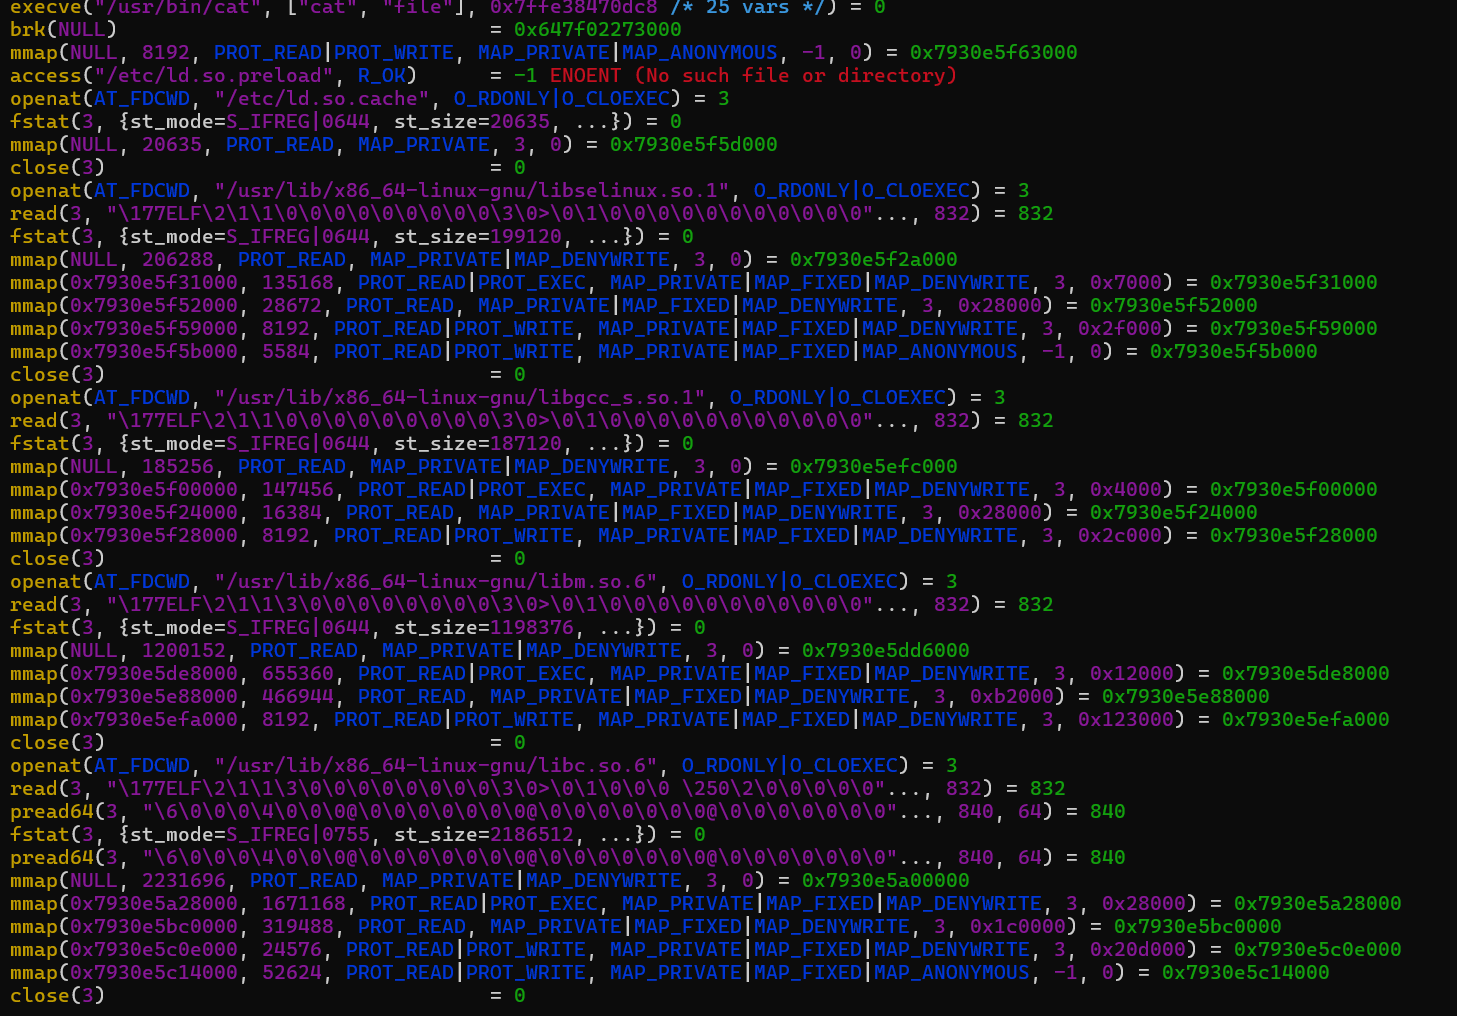 execve("/usr/bin/cat", ["cat", "file"], 0x7ffe38470dc8 /* 25 vars */) = 0
brk(NULL)                               = 0x647f02273000
mmap(NULL, 8192, PROT_READ|PROT_WRITE, MAP_PRIVATE|MAP_ANONYMOUS, -1, 0) = 0x7930e5f63000
access("/etc/ld.so.preload", R_OK)      = -1 ENOENT (No such file or directory)
openat(AT_FDCWD, "/etc/ld.so.cache", O_RDONLY|O_CLOEXEC) = 3
fstat(3, {st_mode=S_IFREG|0644, st_size=20635, ...}) = 0
mmap(NULL, 20635, PROT_READ, MAP_PRIVATE, 3, 0) = 0x7930e5f5d000
close(3)                                = 0
openat(AT_FDCWD, "/usr/lib/x86_64-linux-gnu/libselinux.so.1", O_RDONLY|O_CLOEXEC) = 3
read(3, "\177ELF\2\1\1\0\0\0\0\0\0\0\0\0\3\0>\0\1\0\0\0\0\0\0\0\0\0\0\0"..., 832) = 832
fstat(3, {st_mode=S_IFREG|0644, st_size=199120, ...}) = 0
mmap(NULL, 206288, PROT_READ, MAP_PRIVATE|MAP_DENYWRITE, 3, 0) = 0x7930e5f2a000
mmap(0x7930e5f31000, 135168, PROT_READ|PROT_EXEC, MAP_PRIVATE|MAP_FIXED|MAP_DENYWRITE, 3, 0x7000) = 0x7930e5f31000
mmap(0x7930e5f52000, 28672, PROT_READ, MAP_PRIVATE|MAP_FIXED|MAP_DENYWRITE, 3, 0x28000) = 0x7930e5f52000
mmap(0x7930e5f59000, 8192, PROT_READ|PROT_WRITE, MAP_PRIVATE|MAP_FIXED|MAP_DENYWRITE, 3, 0x2f000) = 0x7930e5f59000
mmap(0x7930e5f5b000, 5584, PROT_READ|PROT_WRITE, MAP_PRIVATE|MAP_FIXED|MAP_ANONYMOUS, -1, 0) = 0x7930e5f5b000
close(3)                                = 0
openat(AT_FDCWD, "/usr/lib/x86_64-linux-gnu/libgcc_s.so.1", O_RDONLY|O_CLOEXEC) = 3
read(3, "\177ELF\2\1\1\0\0\0\0\0\0\0\0\0\3\0>\0\1\0\0\0\0\0\0\0\0\0\0\0"..., 832) = 832
fstat(3, {st_mode=S_IFREG|0644, st_size=187120, ...}) = 0
mmap(NULL, 185256, PROT_READ, MAP_PRIVATE|MAP_DENYWRITE, 3, 0) = 0x7930e5efc000
mmap(0x7930e5f00000, 147456, PROT_READ|PROT_EXEC, MAP_PRIVATE|MAP_FIXED|MAP_DENYWRITE, 3, 0x4000) = 0x7930e5f00000
mmap(0x7930e5f24000, 16384, PROT_READ, MAP_PRIVATE|MAP_FIXED|MAP_DENYWRITE, 3, 0x28000) = 0x7930e5f24000
mmap(0x7930e5f28000, 8192, PROT_READ|PROT_WRITE, MAP_PRIVATE|MAP_FIXED|MAP_DENYWRITE, 3, 0x2c000) = 0x7930e5f28000
close(3)                                = 0
openat(AT_FDCWD, "/usr/lib/x86_64-linux-gnu/libm.so.6", O_RDONLY|O_CLOEXEC) = 3
read(3, "\177ELF\2\1\1\3\0\0\0\0\0\0\0\0\3\0>\0\1\0\0\0\0\0\0\0\0\0\0\0"..., 832) = 832
fstat(3, {st_mode=S_IFREG|0644, st_size=1198376, ...}) = 0
mmap(NULL, 1200152, PROT_READ, MAP_PRIVATE|MAP_DENYWRITE, 3, 0) = 0x7930e5dd6000
mmap(0x7930e5de8000, 655360, PROT_READ|PROT_EXEC, MAP_PRIVATE|MAP_FIXED|MAP_DENYWRITE, 3, 0x12000) = 0x7930e5de8000
mmap(0x7930e5e88000, 466944, PROT_READ, MAP_PRIVATE|MAP_FIXED|MAP_DENYWRITE, 3, 0xb2000) = 0x7930e5e88000
mmap(0x7930e5efa000, 8192, PROT_READ|PROT_WRITE, MAP_PRIVATE|MAP_FIXED|MAP_DENYWRITE, 3, 0x123000) = 0x7930e5efa000
close(3)                                = 0
openat(AT_FDCWD, "/usr/lib/x86_64-linux-gnu/libc.so.6", O_RDONLY|O_CLOEXEC) = 3
read(3, "\177ELF\2\1\1\3\0\0\0\0\0\0\0\0\3\0>\0\1\0\0\0 \250\2\0\0\0\0\0"..., 832) = 832
pread64(3, "\6\0\0\0\4\0\0\0@\0\0\0\0\0\0\0@\0\0\0\0\0\0\0@\0\0\0\0\0\0\0"..., 840, 64) = 840
fstat(3, {st_mode=S_IFREG|0755, st_size=2186512, ...}) = 0
pread64(3, "\6\0\0\0\4\0\0\0@\0\0\0\0\0\0\0@\0\0\0\0\0\0\0@\0\0\0\0\0\0\0"..., 840, 64) = 840
mmap(NULL, 2231696, PROT_READ, MAP_PRIVATE|MAP_DENYWRITE, 3, 0) = 0x7930e5a00000
mmap(0x7930e5a28000, 1671168, PROT_READ|PROT_EXEC, MAP_PRIVATE|MAP_FIXED|MAP_DENYWRITE, 3, 0x28000) = 0x7930e5a28000
mmap(0x7930e5bc0000, 319488, PROT_READ, MAP_PRIVATE|MAP_FIXED|MAP_DENYWRITE, 3, 0x1c0000) = 0x7930e5bc0000
mmap(0x7930e5c0e000, 24576, PROT_READ|PROT_WRITE, MAP_PRIVATE|MAP_FIXED|MAP_DENYWRITE, 3, 0x20d000) = 0x7930e5c0e000
mmap(0x7930e5c14000, 52624, PROT_READ|PROT_WRITE, MAP_PRIVATE|MAP_FIXED|MAP_ANONYMOUS, -1, 0) = 0x7930e5c14000
close(3)                                = 0